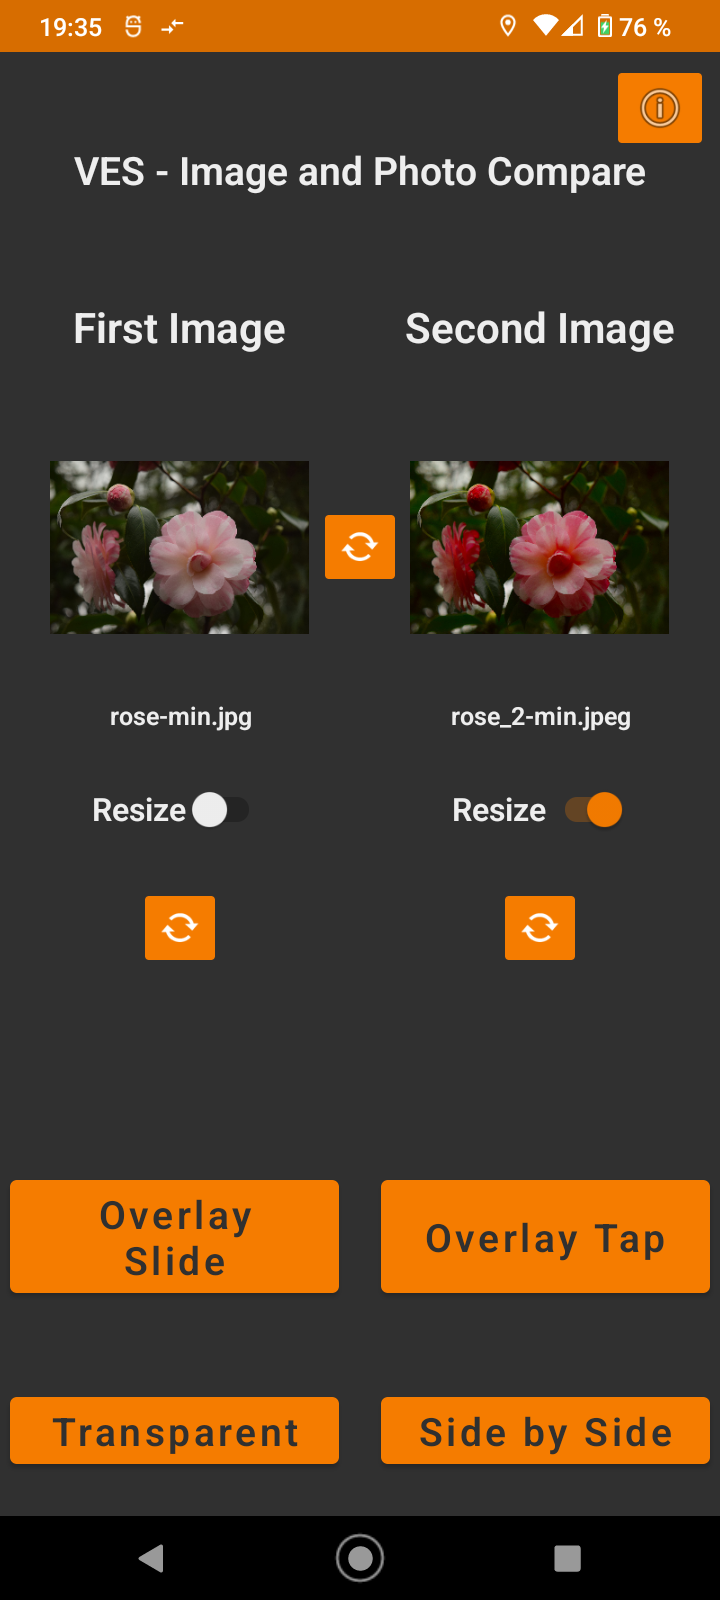 19:35 76 %
VES - Image and Photo Compare
First Image Second Image
rose-min.jpg rose_2-min.jpeg
Resize Resize
Overlay
Slide
Overlay Tap
Transparent Side by Side